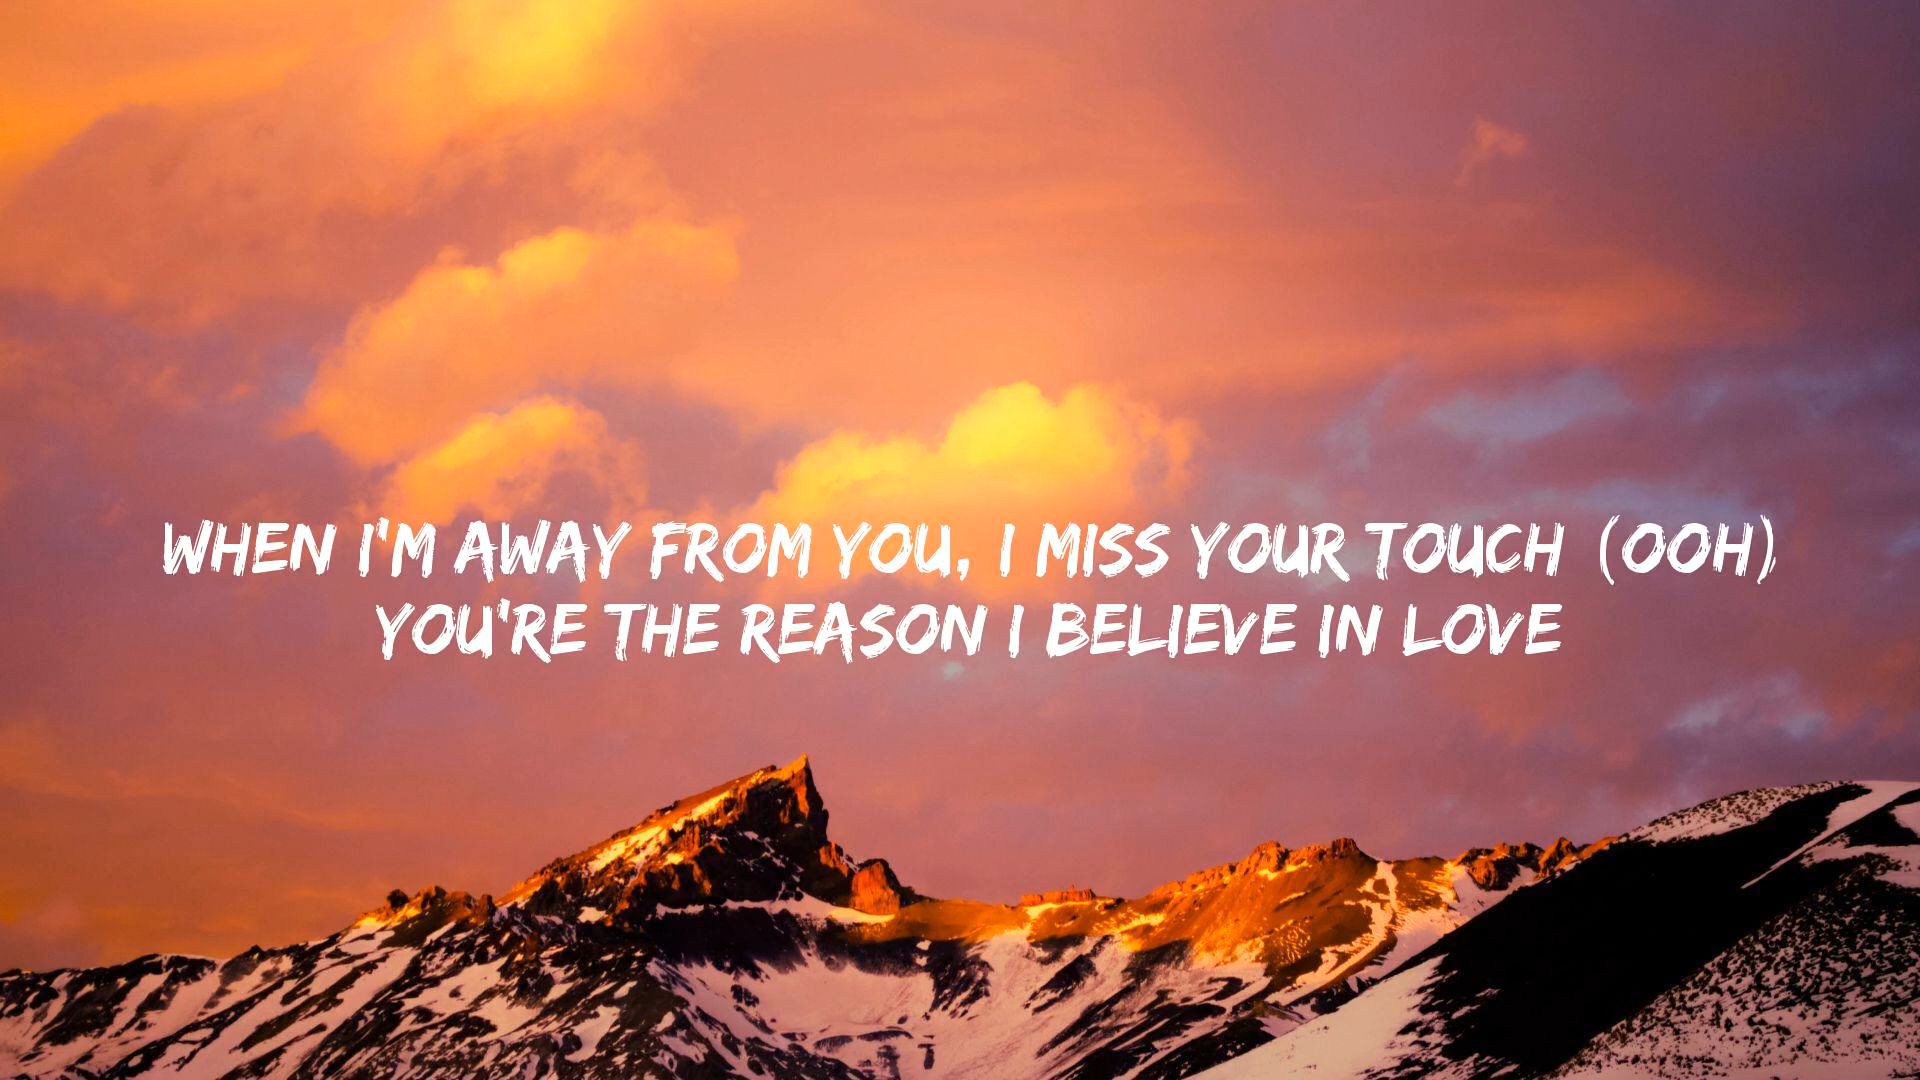 WHEN I'M AWAY FROM YOU, I MISS YOUR TOUCH (OOH)
YOU'RE THE REASON I BELIEVE IN LOVE